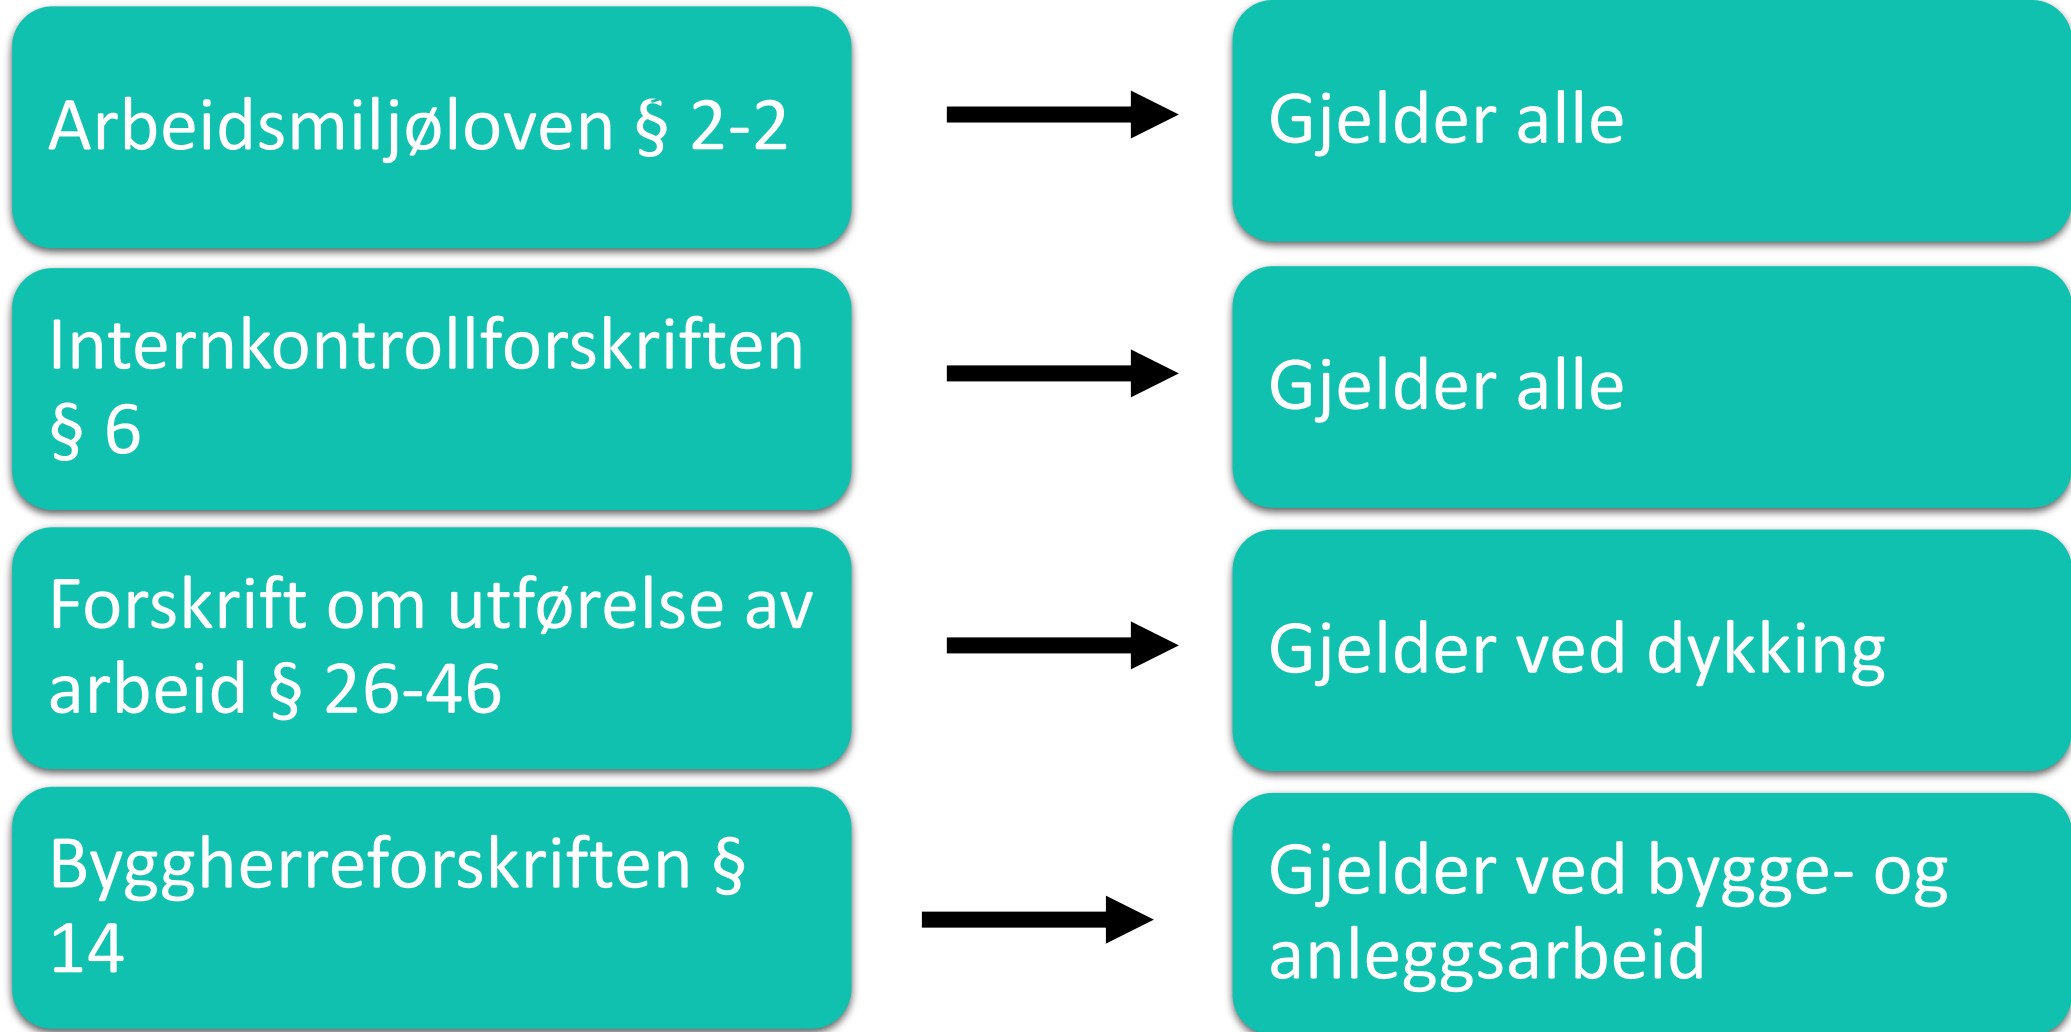 Arbeidsmiljøloven § 2-2
Gjelder alle
Internkontrollforskriften
§ 6
Gjelder alle
Forskrift om utførelse av
arbeid § 26-46
Gjelder ved dykking
Byggherreforskriften §
14
Gjelder ved bygge- og
anleggsarbeid